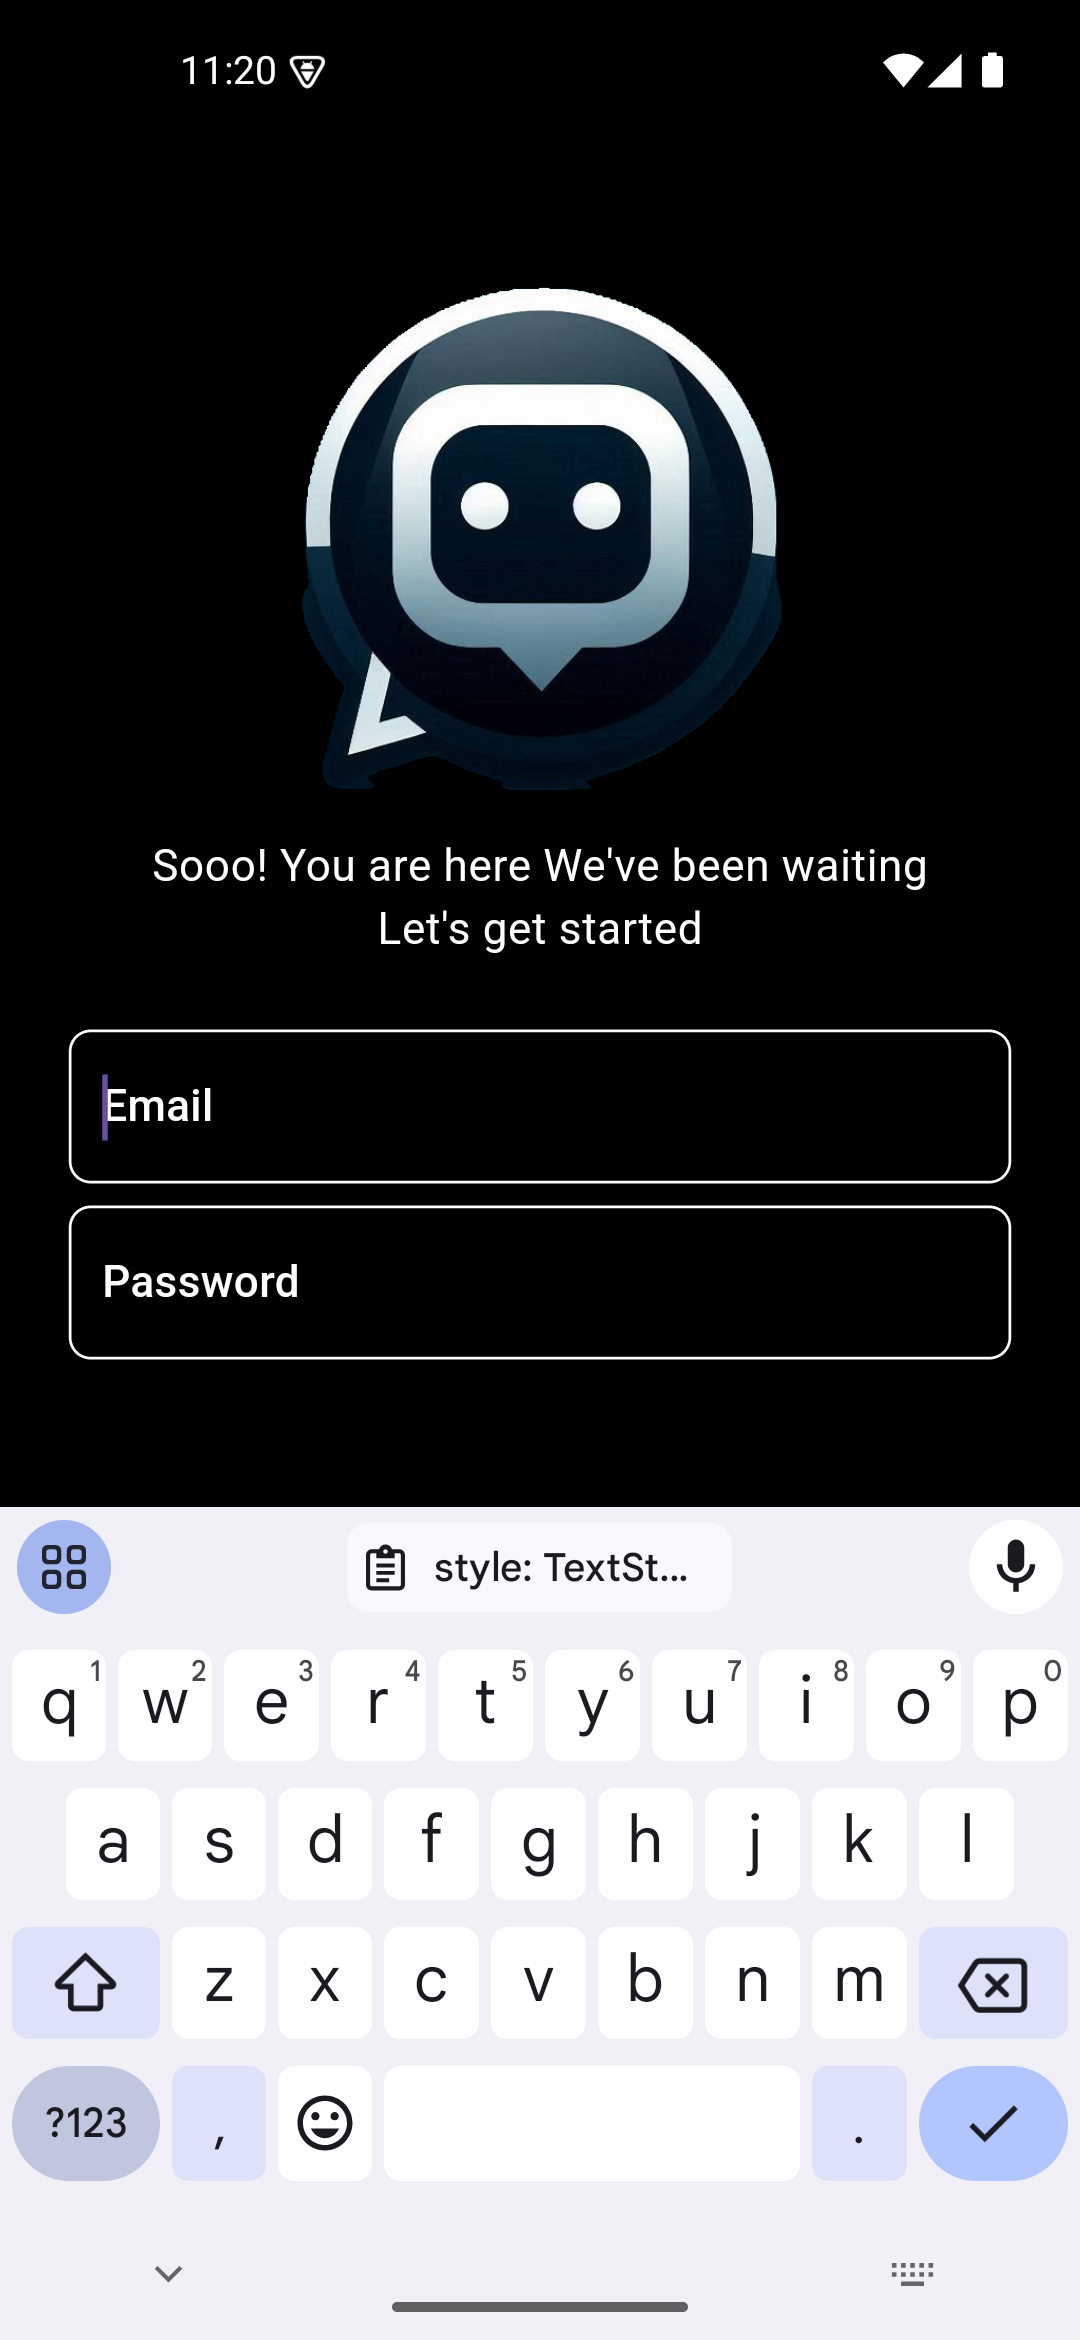 11:20
Sooo! You are here We've been waiting
Let's get started
Email
Password
style: TextSt...
q 1 w 2 e 3 r 4 t 5 y 6 u 7 i 8 o 9 p 0
a s d f g h j k l
z x c v b n m
?123 , .